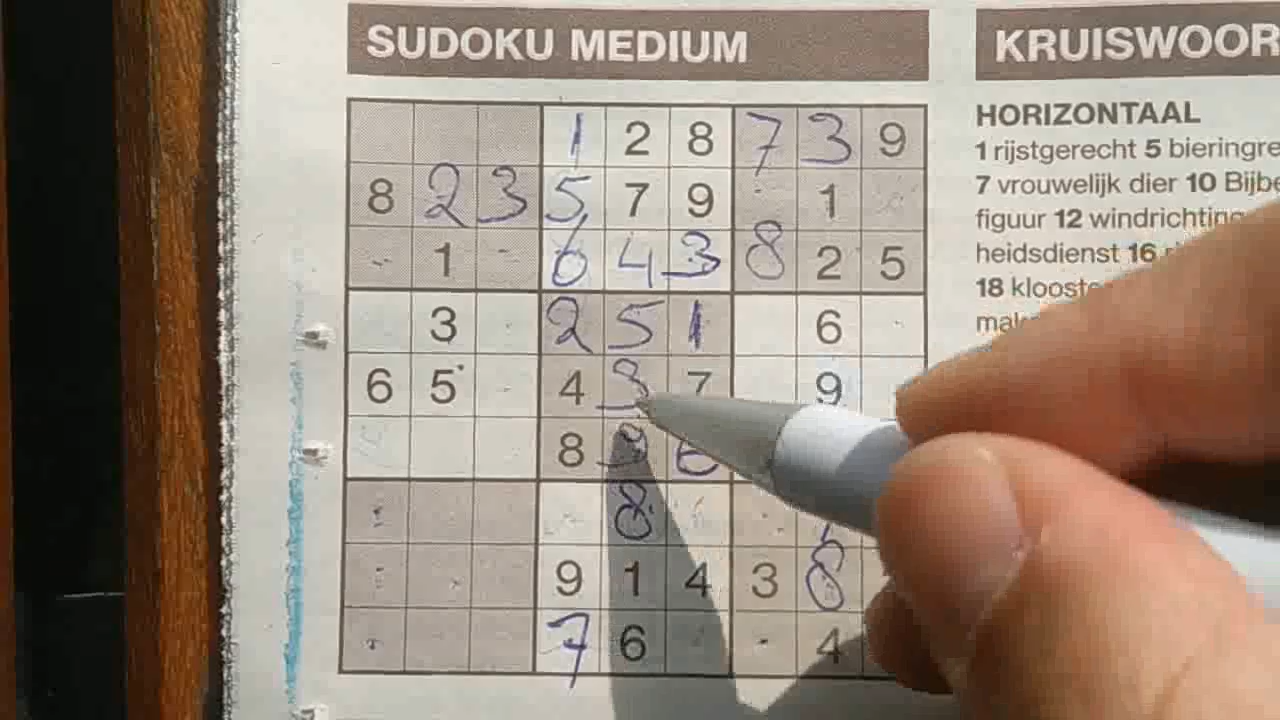 SUDOKU MEDIUM
KRUISWOOR
HORIZONTAAL
1 rijstgerecht 5 bieringre
7 vrouwelijk dier 10 Bijbe
figuur 12 windrichting
heidsdienst 16
18 klooste
1 2 8 7 3 9
8 2 3 5 7 9 1
1 6 4 3 8 2 5
3 2 5 1 6
6 5 4 3 7 9
8 9 6
8
9 1 4 3 8
7 6 4